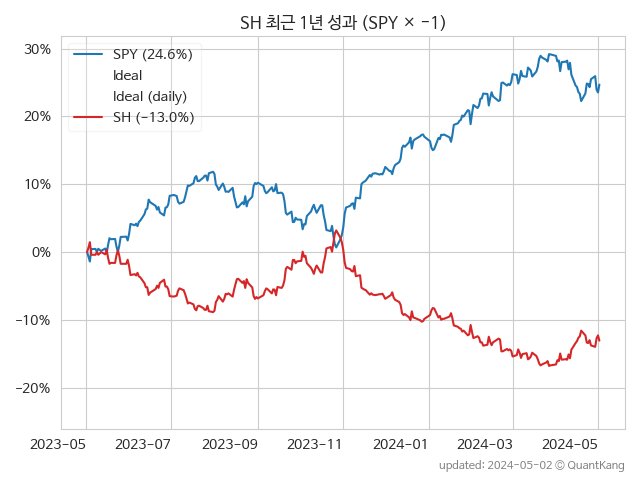 SH 최근 1년 성과 (SPY × −1)
30%
20%
10%
0%
−10%
−20%
SPY (24.6%)
Ideal
Ideal (daily)
SH (−13.0%)
2023-05
2023-07
2023-09
2023-11
2024-01
2024-03
2024-05
updated: 2024-05-02 © QuantKang